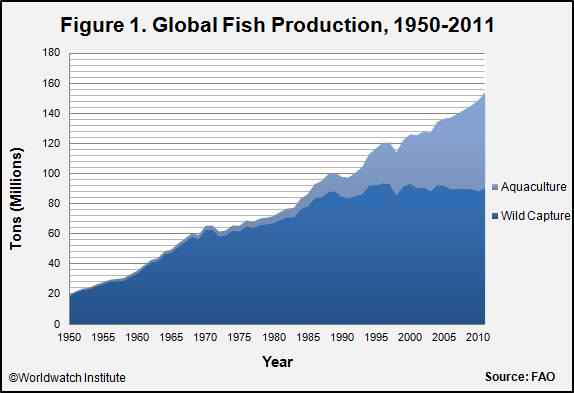 Figure 1. Global Fish Production, 1950-2011
180
160
140
120
100
80
60
40
20
0
Tons (Millions)
Aquaculture
Wild Capture
1950 1955 1960 1965 1970 1975 1980 1985 1990 1995 2000 2005 2010
Year
©Worldwatch Institute
Source: FAO